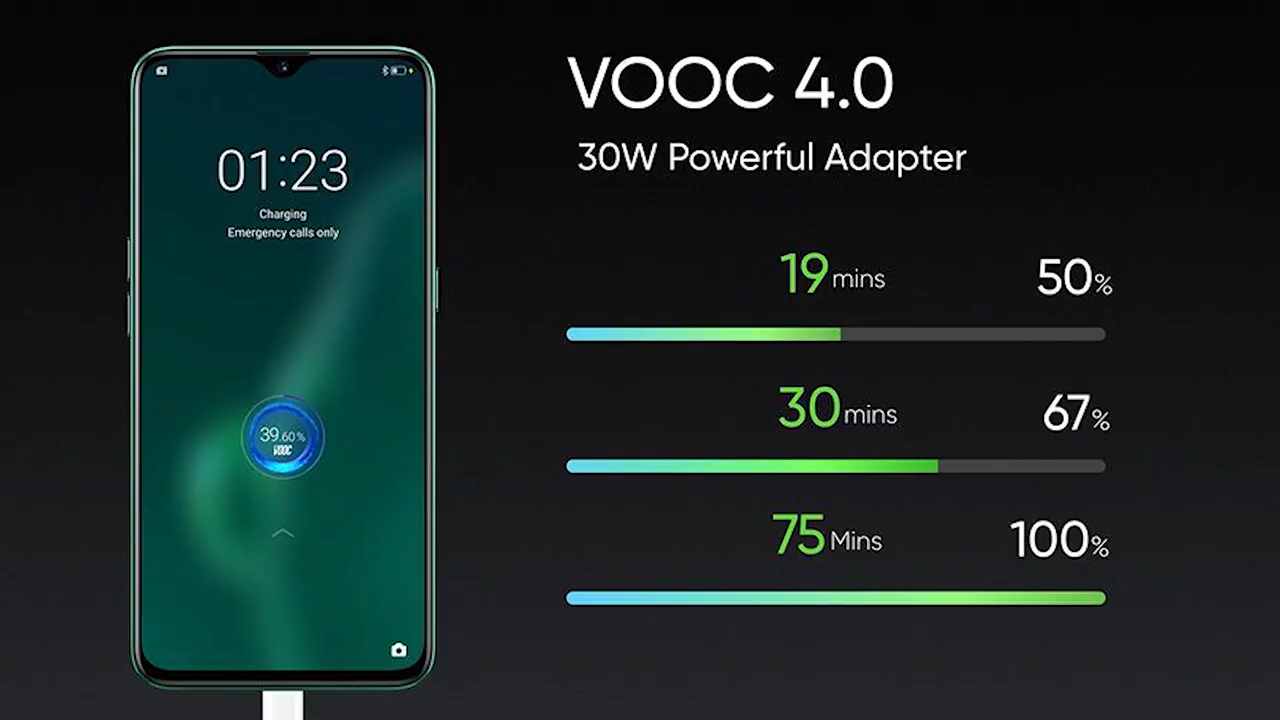 01:23
Charging
Emergency calls only
39.60%
VOOC
VOOC 4.0
30W Powerful Adapter
19 mins 50%
30 mins 67%
75 Mins 100%